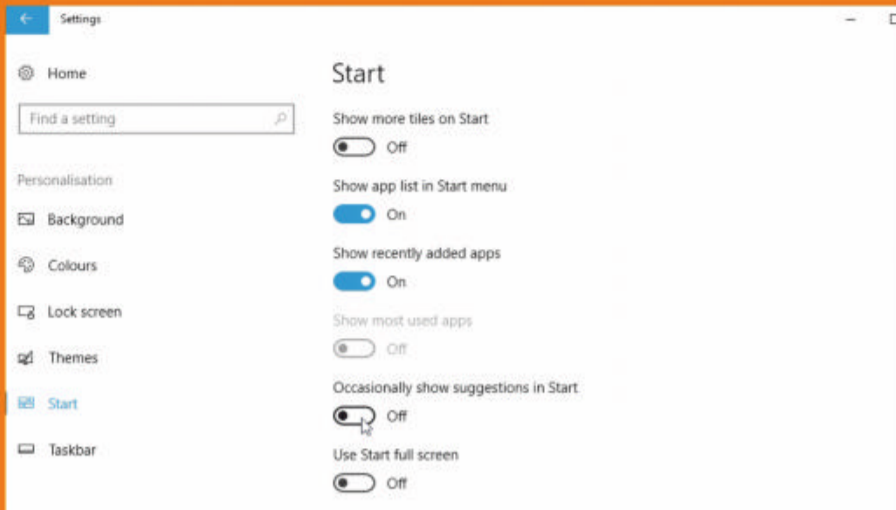 Settings
Home
Find a setting
Personalisation
Background
Colours
Lock screen
Themes
Start
Taskbar
Start
Show more tiles on Start
Off
Show app list in Start menu
On
Show recently added apps
On
Show most used apps
Off
Occasionally show suggestions in Start
Off
Use Start full screen
Off